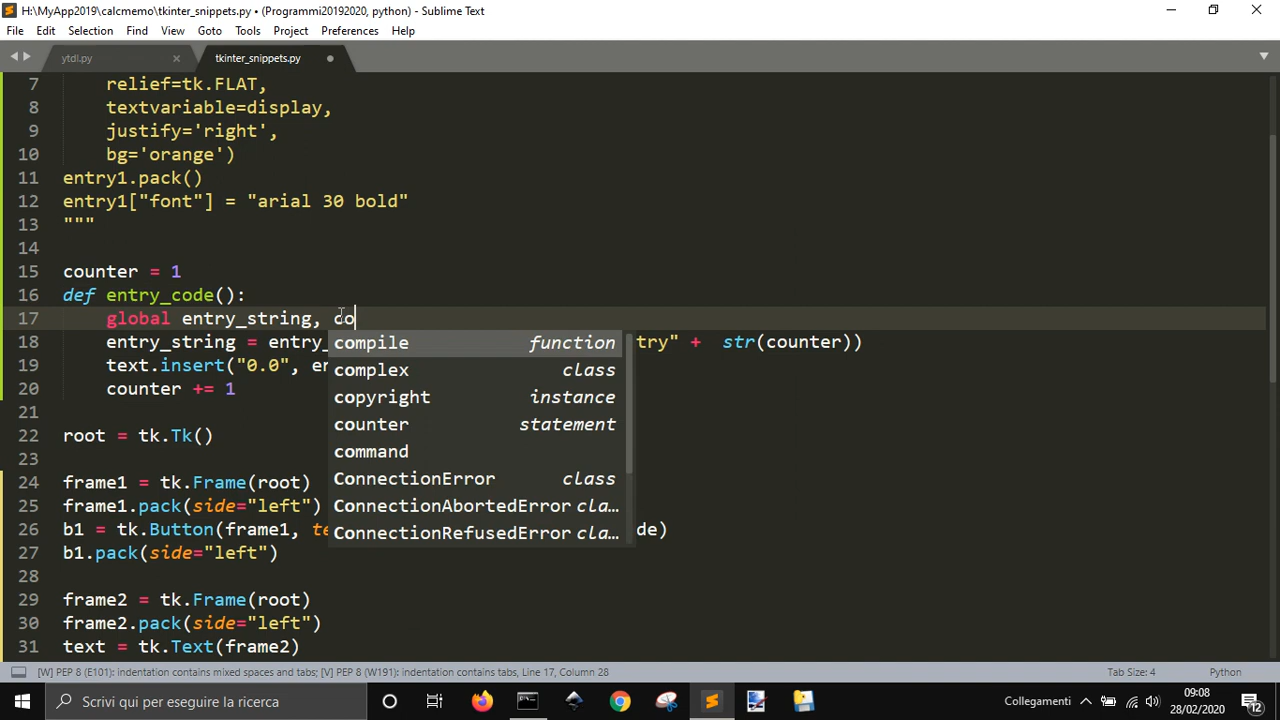 H:\MyApp2019\calcmemo\tkinter_snippets.py • (Programmi20192020, python) - Sublime Text
File Edit Selection Find View Goto Tools Project Preferences Help
ytdl.py tkinter_snippets.py
7 relief=tk.FLAT,
8 textvariable=display,
9 justify='right',
10 bg='orange')
11 entry1.pack()
12 entry1["font"] = "arial 30 bold"
13 """
14
15 counter = 1
16 def entry_code():
17 global entry_string, co
18 entry_string = entry_ try" + str(counter))
compile function
19 text.insert("0.0", en
complex class
20 counter += 1
copyright instance
21
counter statement
22 root = tk.Tk()
command
23
24 frame1 = tk.Frame(root)
ConnectionError class
25 frame1.pack(side="left")
ConnectionAbortedError cla…
26 b1 = tk.Button(frame1, te de)
ConnectionRefusedError cla…
27 b1.pack(side="left")
28
29 frame2 = tk.Frame(root)
30 frame2.pack(side="left")
31 text = tk.Text(frame2)
[W] PEP 8 (E101): indentation contains mixed spaces and tabs; [V] PEP 8 (W191): indentation contains tabs, Line 17, Column 28 Tab Size: 4 Python
Scrivi qui per eseguire la ricerca Collegamenti 09:08
28/02/2020 12